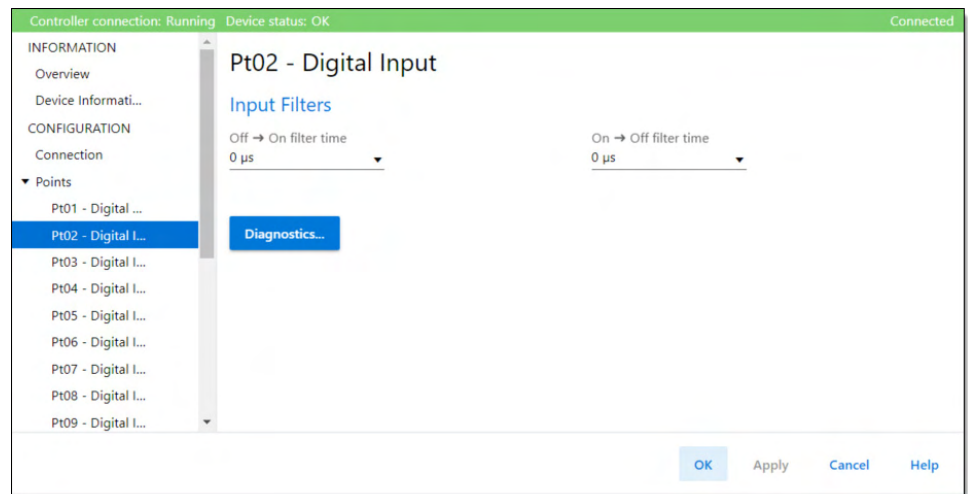 Controller connection: Running Device status: OK Connected
INFORMATION
Overview
Device Informati...
CONFIGURATION
Connection
Points
Pt01 - Digital ...
Pt02 - Digital I...
Pt03 - Digital I...
Pt04 - Digital I...
Pt05 - Digital I...
Pt06 - Digital I...
Pt07 - Digital I...
Pt08 - Digital I...
Pt09 - Digital I...
Pt02 - Digital Input
Input Filters
Off → On filter time On → Off filter time
0 µs 0 µs
Diagnostics...
OK Apply Cancel Help